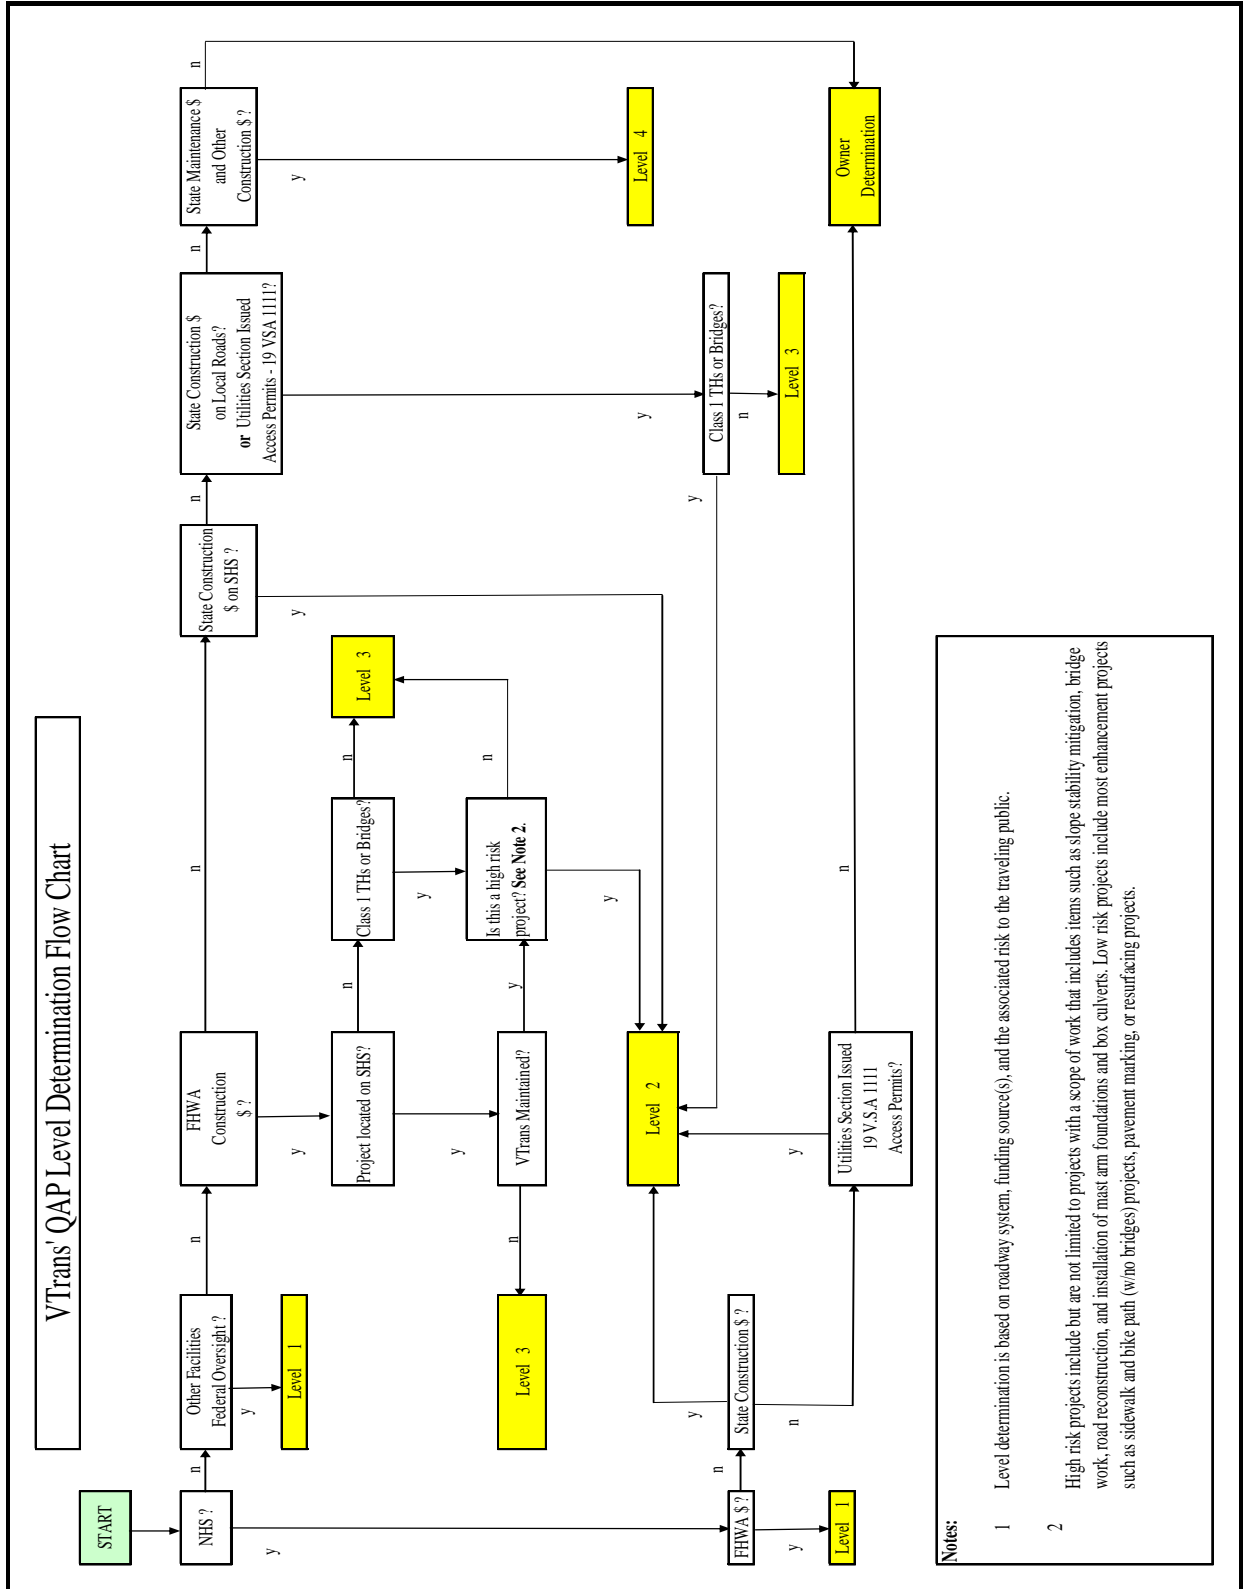 VTrans' QAP Level Determination Flow Chart
START
NHS ?
n
y
Other Facilities
Federal Oversight ?
n
y
Level 1
FHWA
Construction
$ ?
n
y
State Construction
$ on SHS ?
n
y
State Construction $
on Local Roads?
or Utilities Section Issued
Access Permits - 19 VSA 1111?
n
y
State Maintenance $
and Other
Construction $ ?
n
y
Project located on SHS?
n
y
Class 1 THs or Bridges?
n
y
Level 3
VTrans Maintained?
y
n
Is this a high risk
project? See Note 2.
n
y
Level 3
Level 2
Level 4
Class 1 THs or Bridges?
y
n
Level 3
FHWA $ ?
n
y
Level 1
State Construction $ ?
y
n
Utilities Section Issued
19 V.S.A 1111
Access Permits?
y
n
Owner
Determination
Notes:
1 Level determination is based on roadway system, funding source(s), and the associated risk to the traveling public.
2
High risk projects include but are not limited to projects with a scope of work that includes items such as slope stability mitigation, bridge
work, road reconstruction, and installation of mast arm foundations and box culverts. Low risk projects include most enhancement projects
such as sidewalk and bike path (w/no bridges) projects, pavement marking, or resurfacing projects.